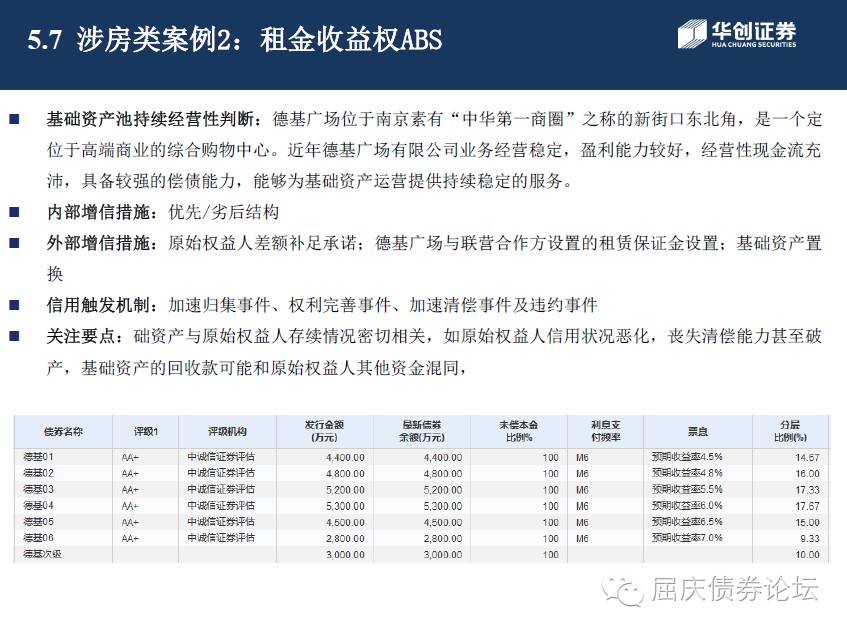 5.7 涉房类案例2：租金收益权ABS
华创证券
HUA CHUANG SECURITIES
基础资产池持续经营性判断：德基广场位于南京素有“中华第一商圈”之称的新街口东北角，是一个定
位于高端商业的综合购物中心。近年德基广场有限公司业务经营稳定，盈利能力较好，经营性现金流充
沛，具备较强的偿债能力，能够为基础资产运营提供持续稳定的服务。
内部增信措施：优先/劣后结构
外部增信措施：原始权益人差额补足承诺；德基广场与联营合作方设置的租赁保证金设置；基础资产置
换
信用触发机制：加速归集事件、权利完善事件、加速清偿事件及违约事件
关注要点：础资产与原始权益人存续情况密切相关，如原始权益人信用状况恶化，丧失清偿能力甚至破
产，基础资产的回收款可能和原始权益人其他资金混同，
债券名称 评级1 评级机构 发行金额 最新债券 未偿本金 利息支 票息 分层
(万元) 余额(万元) 比例% 付频率 比例(%)
德基01 AA+ 中诚信证券评估 4,400.00 4,400.00 100 M6 预期收益率4.5% 14.67
德基02 AA+ 中诚信证券评估 4,800.00 4,800.00 100 M6 预期收益率4.8% 16.00
德基03 AA+ 中诚信证券评估 5,200.00 5,200.00 100 M6 预期收益率5.5% 17.33
德基04 AA+ 中诚信证券评估 5,300.00 5,300.00 100 M6 预期收益率6.0% 17.67
德基05 AA+ 中诚信证券评估 4,500.00 4,500.00 100 M6 预期收益率6.5% 15.00
德基06 AA+ 中诚信证券评估 2,800.00 2,800.00 100 M6 预期收益率7.0% 9.33
德基次级 3,000.00 3,000.00 100 10.00
屈庆债券论坛